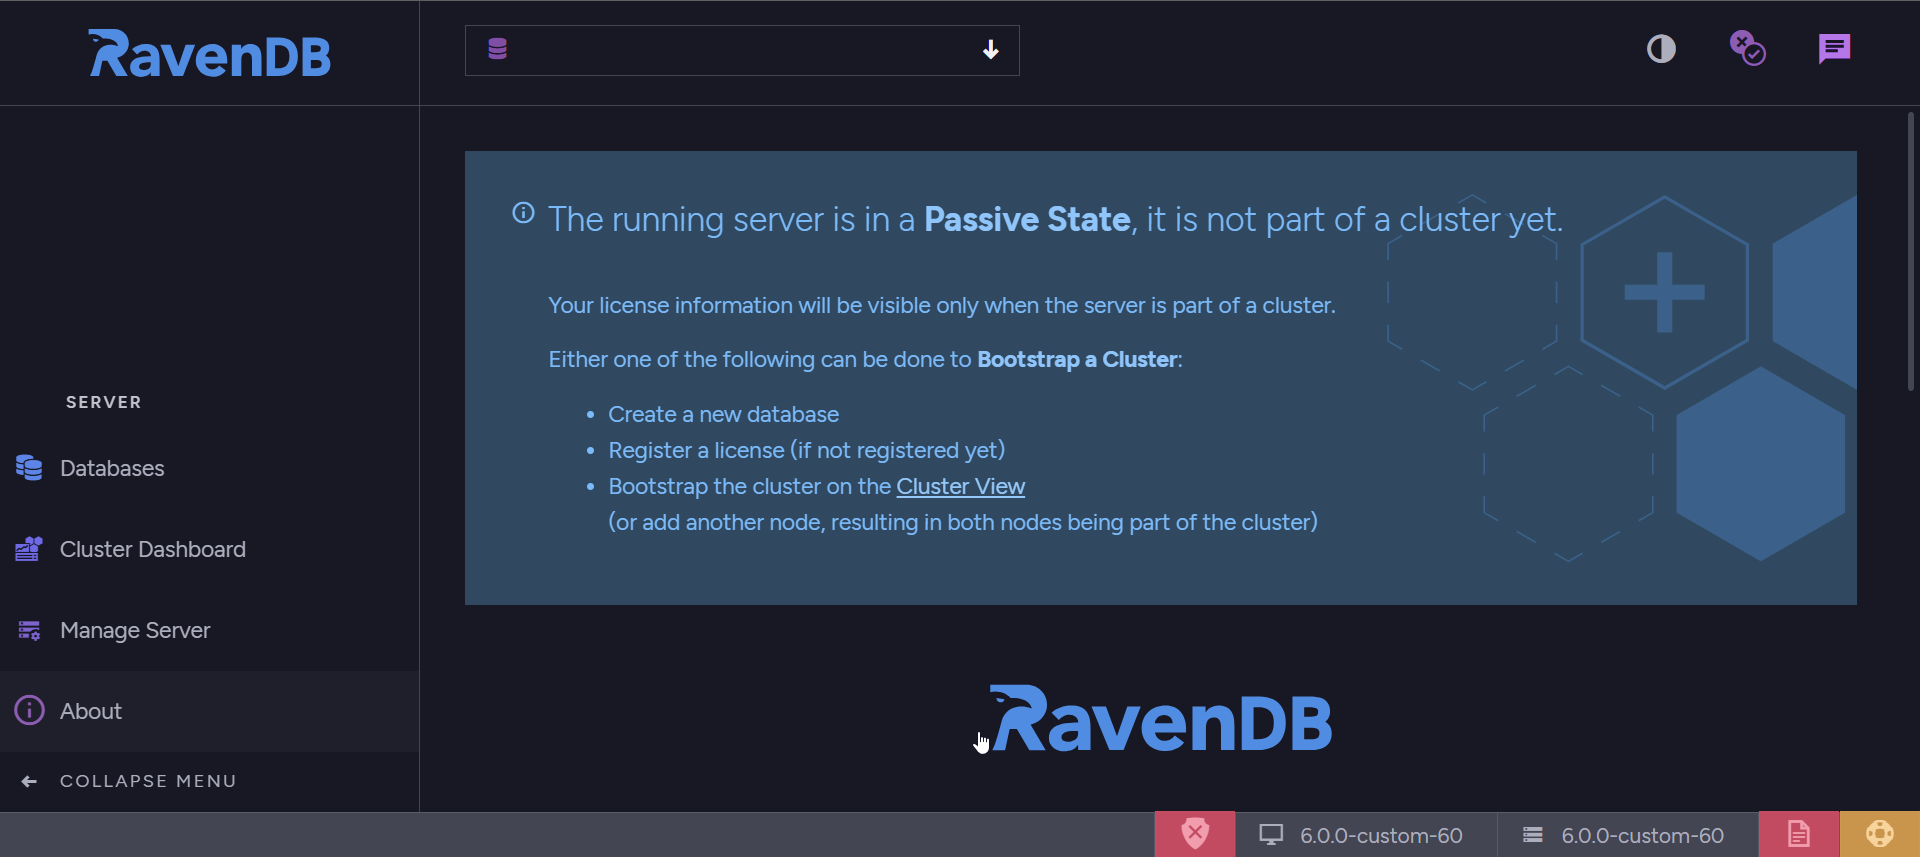 RavenDB
The running server is in a Passive State, it is not part of a cluster yet.
Your license information will be visible only when the server is part of a cluster.
Either one of the following can be done to Bootstrap a Cluster:
Create a new database
Register a license (if not registered yet)
Bootstrap the cluster on the Cluster View
(or add another node, resulting in both nodes being part of the cluster)
SERVER
Databases
Cluster Dashboard
Manage Server
About
COLLAPSE MENU
RavenDB
6.0.0-custom-60
6.0.0-custom-60